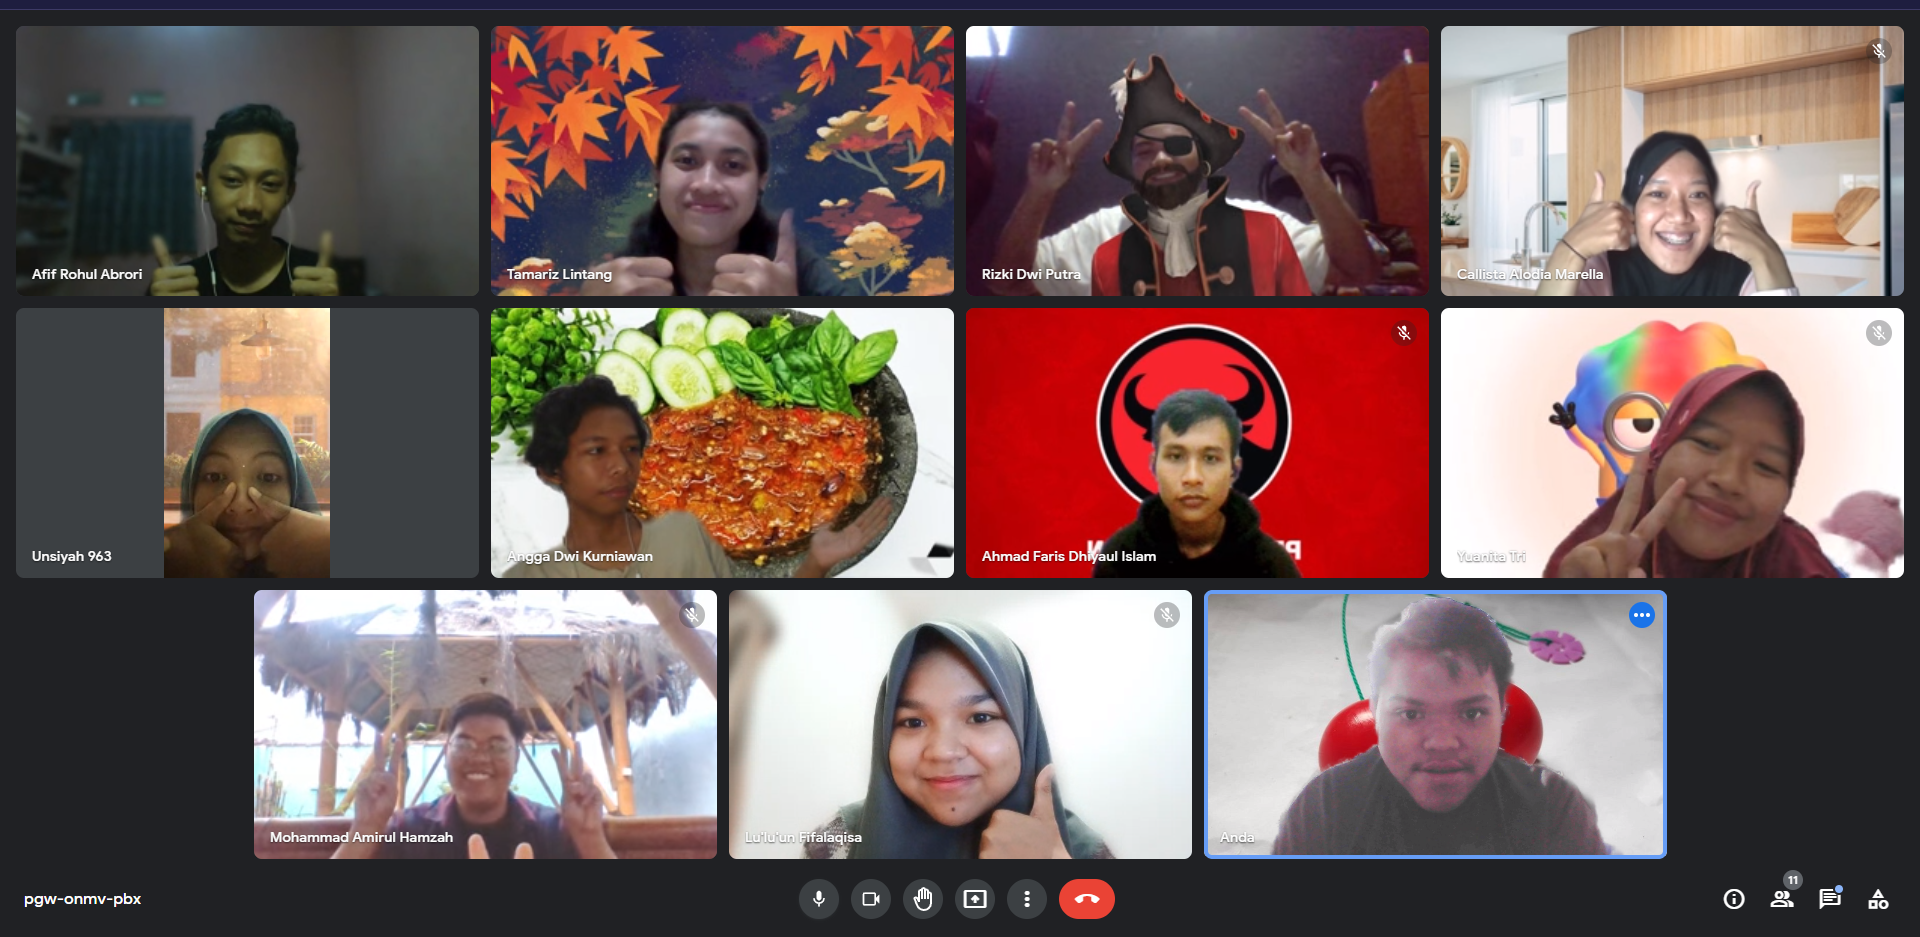 Afif Rohul Abrori
Tamariz Lintang
Rizki Dwi Putra
Callista Alodia Marella
Unsiyah 963
Angga Dwi Kurniawan
Ahmad Faris Dhiyaul Islam
Yuanita Tri
Mohammad Amirul Hamzah
Lu'lu'un Fifalaqisa
Anda
pgw-onmv-pbx
11